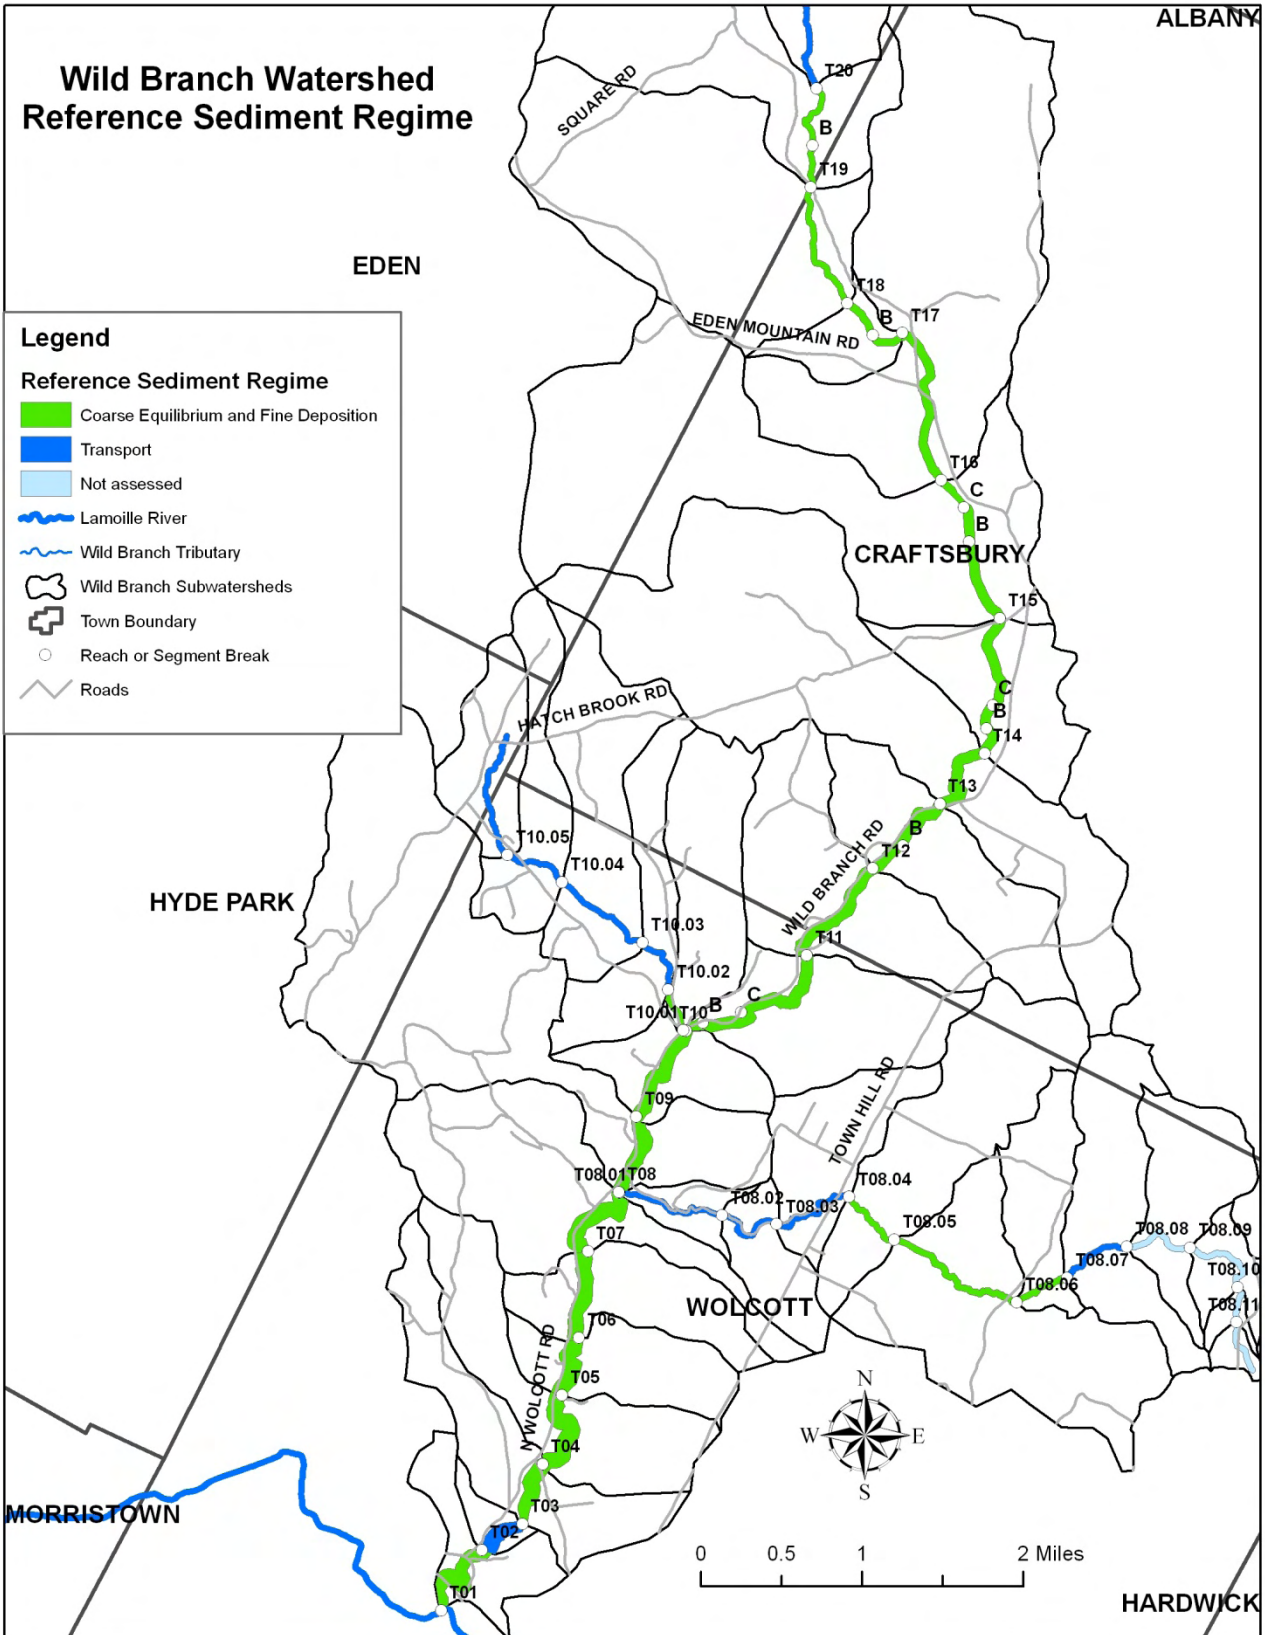 ALBANY
Wild Branch Watershed
Reference Sediment Regime
T20
SQUARE RD
B
T19
EDEN
T18
B
T17
EDEN MOUNTAIN RD
Legend
Reference Sediment Regime
Coarse Equilibrium and Fine Deposition
Transport
Not assessed
Lamoille River
Wild Branch Tributary
Wild Branch Subwatersheds
Town Boundary
Reach or Segment Break
Roads
T16
C
B
CRAFTSBURY
T15
C
B
HATCH BROOK RD
T14
T13
B
T10.05
T12
T10.04
WILD BRANCH RD
HYDE PARK
T10.03
T11
T10.02
B
C
T10.01
T10
TOWN HILL RD
T09
T08.01
T08
T08.02
T08.03
T08.04
T08.05
T07
T08.06
T08.07
T08.08
T08.09
T08.10
T08.11
WOLCOTT
T06
N WOLCOTT RD
T05
N
W
E
S
T04
T03
MORRISTOWN
T02
0 0.5 1 2 Miles
T01
HARDWICK